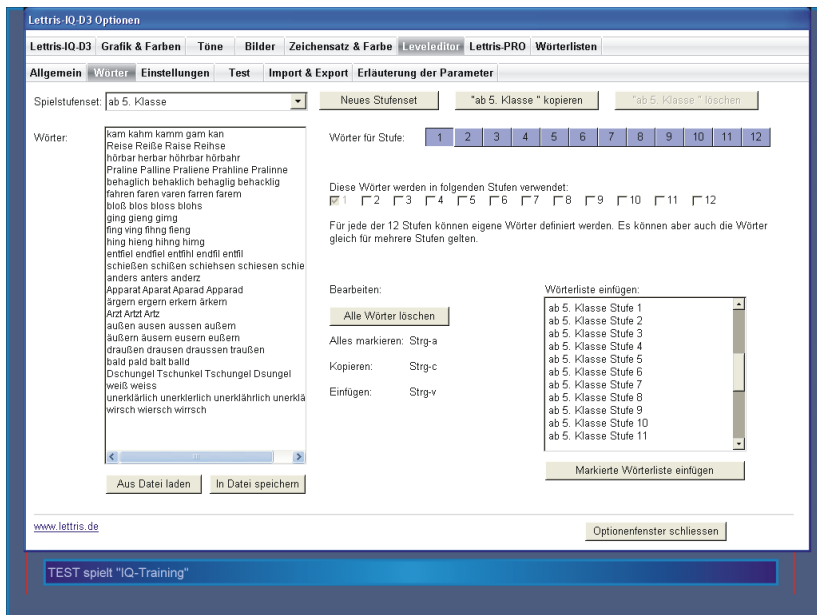 Lettris-IQ-D3 Optionen
Lettris-IQ-D3 Grafik & Farben Töne Bilder Zeichensatz & Farbe Leveleditor Lettris-PRO Wörterlisten
Allgemein Wörter Einstellungen Test Import & Export Erläuterung der Parameter
Spielstufenset: ab 5. Klasse Neues Stufenset "ab 5. Klasse " kopieren "ab 5. Klasse " löschen
Wörter:
kam kahm kamm gam kan
Reise Reiße Raise Reihse
hörbar herbar höhrbar hörbahr
Praline Palline Praliene Prahline Pralinne
behaglich behaklich behaglig behacklig
fahren faren varen farren farem
bloß blos bloss blohs
ging gieng girng
fing ving fihng fieng
hing hieng hihng himg
entfiel endfiel entfihl endfil entfil
schießen schißen schiehsen schiesen schie
anders anters anderz
Apparat Aparat Aparad Apparad
ärgern ergern erkern ärkern
Arzt Artzt Artz
außen ausen aussen außern
äußern äusern eusern eußern
draußen drausen draussen traußen
bald pald balt balld
Dschungel Tschunkel Tschungel Dsungel
weiß weiss
unerklärlich unerklerlich unerklährlich unerklä
wirsch wiersch wirrsch
Aus Datei laden In Datei speichern
Wörter für Stufe: 1 2 3 4 5 6 7 8 9 10 11 12
Diese Wörter werden in folgenden Stufen verwendet:
1 2 3 4 5 6 7 8 9 10 11 12
Für jede der 12 Stufen können eigene Wörter definiert werden. Es können aber auch die Wörter
gleich für mehrere Stufen gelten.
Bearbeiten:
Alle Wörter löschen
Alles markieren: Strg-a
Kopieren: Strg-c
Einfügen: Strg-v
Wörterliste einfügen:
ab 5. Klasse Stufe 1
ab 5. Klasse Stufe 2
ab 5. Klasse Stufe 3
ab 5. Klasse Stufe 4
ab 5. Klasse Stufe 5
ab 5. Klasse Stufe 6
ab 5. Klasse Stufe 7
ab 5. Klasse Stufe 8
ab 5. Klasse Stufe 9
ab 5. Klasse Stufe 10
ab 5. Klasse Stufe 11
Markierte Wörterliste einfügen
www.lettris.de
Optionenfenster schliessen
TEST spielt "IQ-Training"